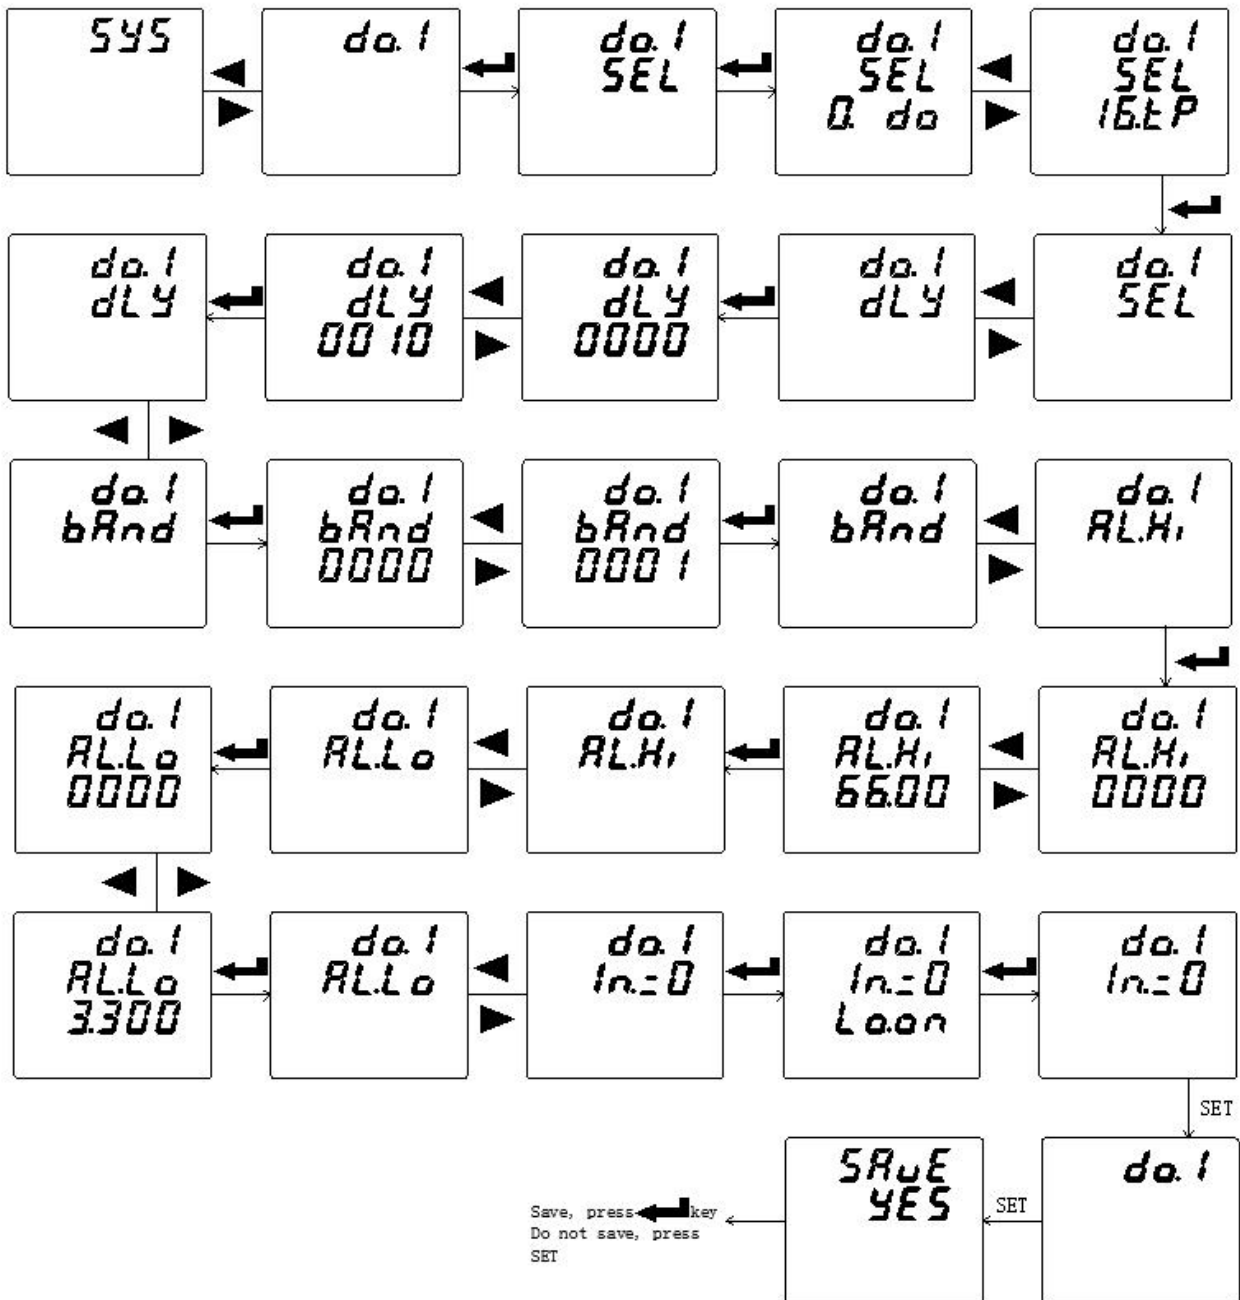 SYS
do.1
do.1
SEL
do.1
SEL
0. do
do.1
SEL
16.tP
do.1
dLY
do.1
dLY
0010
do.1
dLY
0000
do.1
dLY
do.1
SEL
do.1
bAnd
do.1
bAnd
0000
do.1
bAnd
0001
do.1
bAnd
do.1
AL.Hi
do.1
AL.Lo
0000
do.1
AL.Lo
do.1
AL.Hi
do.1
AL.Hi
66.00
do.1
AL.Hi
0000
do.1
AL.Lo
3.300
do.1
AL.Lo
do.1
In.=0
do.1
In.=0
Lo.on
do.1
In.=0
SET
SAvE
YES
SET
do.1
Save, press key
Do not save, press
SET